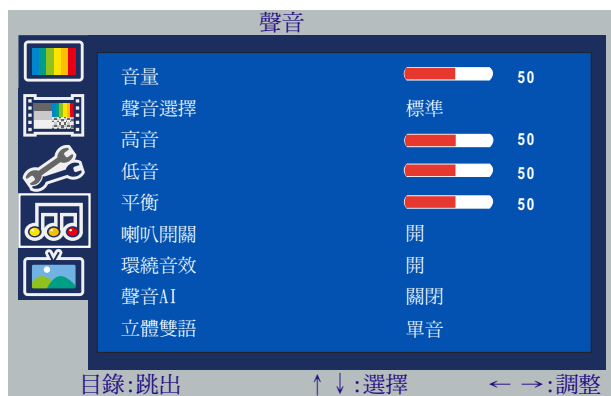 聲音
音量 50
聲音選擇 標準
高音 50
低音 50
平衡 50
喇叭開關 開
環繞音效 開
聲音AI 關閉
立體雙語 單音
目錄:跳出 ↑↓:選擇 ← →:調整